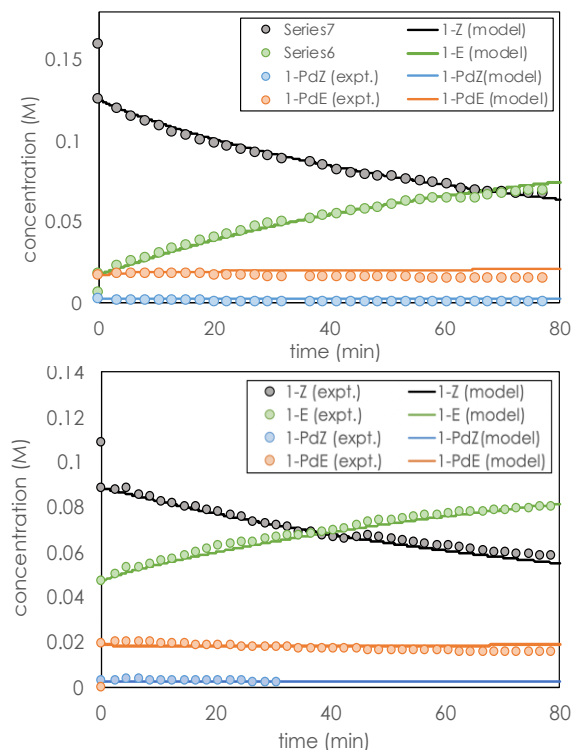 Series7 1-Z (model)
Series6 1-E (model)
1-PdZ (expt.) 1-PdZ(model)
1-PdE (expt.) 1-PdE (model)
0.15
0.1
0.05
0
concentration (M)
0 20 40 60 80
time (min)
0.14
1-Z (expt.) 1-Z (model)
1-E (expt.) 1-E (model)
1-PdZ (expt.) 1-PdZ(model)
1-PdE (expt.) 1-PdE (model)
0.12
0.1
0.08
0.06
0.04
0.02
0
concentration (M)
0 20 40 60 80
time (min)